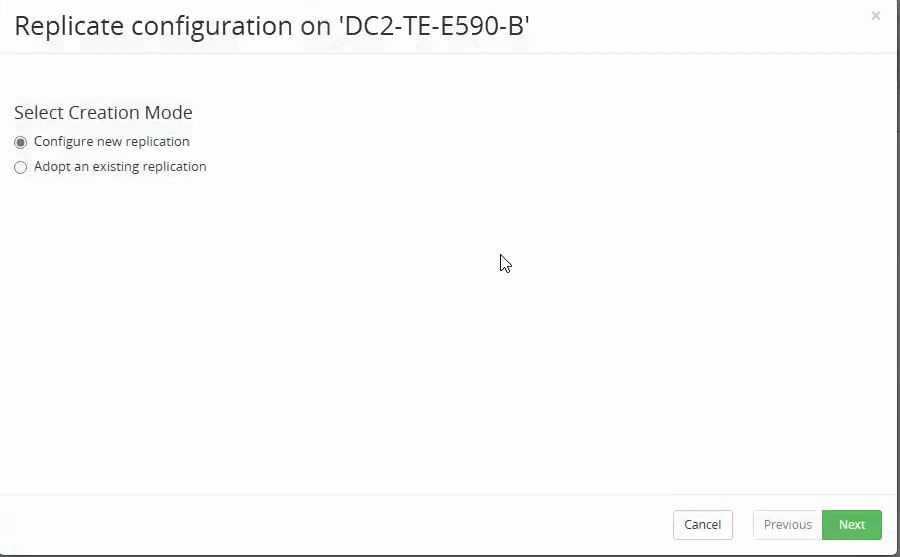 Replicate configuration on 'DC2-TE-E590-B'
×
Select Creation Mode
Configure new replication
Adopt an existing replication
Cancel
Previous
Next